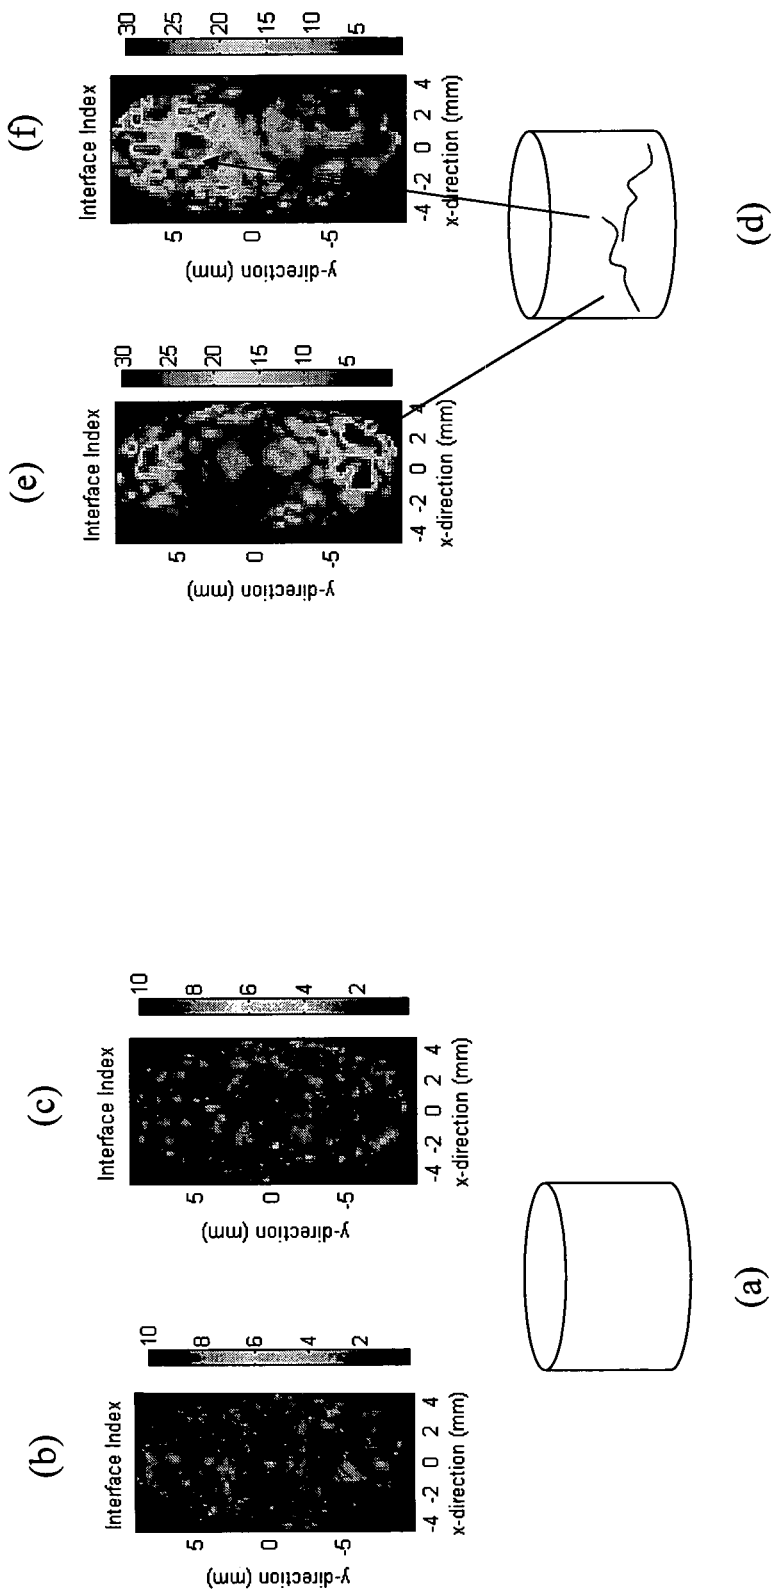 (f)
Interface Index
30
25
20
15
10
5
5
0
-5
y-direction (mm)
-4 -2 0 2 4
x-direction (mm)
(e)
Interface Index
30
25
20
15
10
5
5
0
-5
y-direction (mm)
-4 -2 0 2 4
x-direction (mm)
(d)
(c)
Interface Index
10
8
6
4
2
5
0
-5
y-direction (mm)
-4 -2 0 2 4
x-direction (mm)
(b)
Interface Index
10
8
6
4
2
5
0
-5
y-direction (mm)
-4 -2 0 2 4
x-direction (mm)
(a)